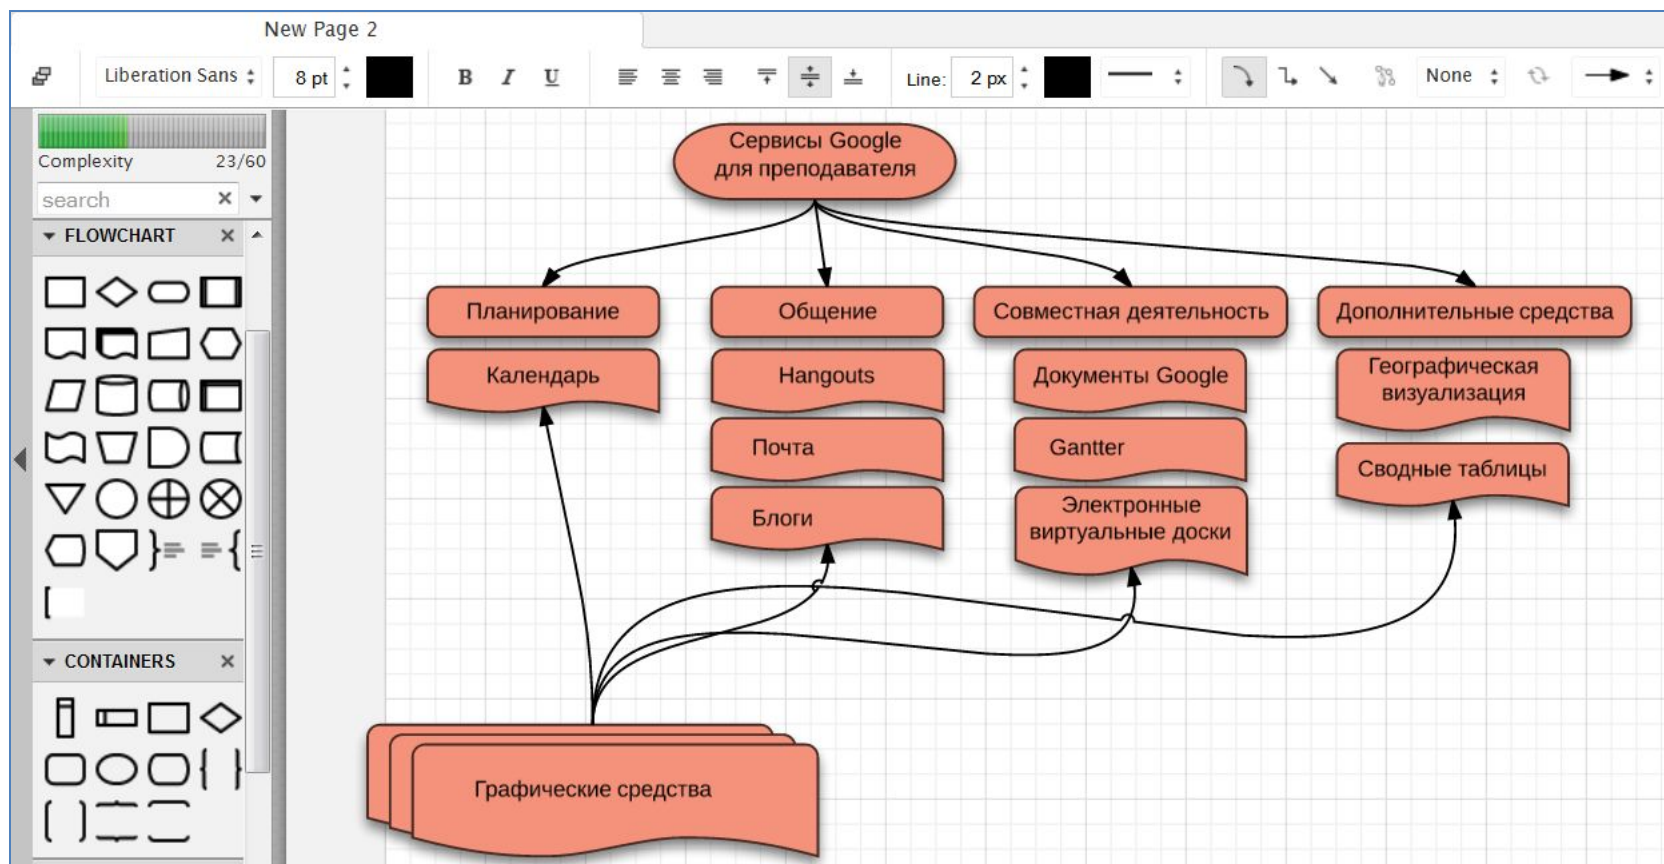 New Page 2
Liberation Sans 8 pt B I U Line: 2 px None
Complexity 23/60
search
FLOWCHART
CONTAINERS
Сервисы Google
для преподавателя
Планирование
Календарь
Общение
Hangouts
Почта
Блоги
Совместная деятельность
Документы Google
Gantter
Электронные
виртуальные доски
Дополнительные средства
Географическая
визуализация
Сводные таблицы
Графические средства